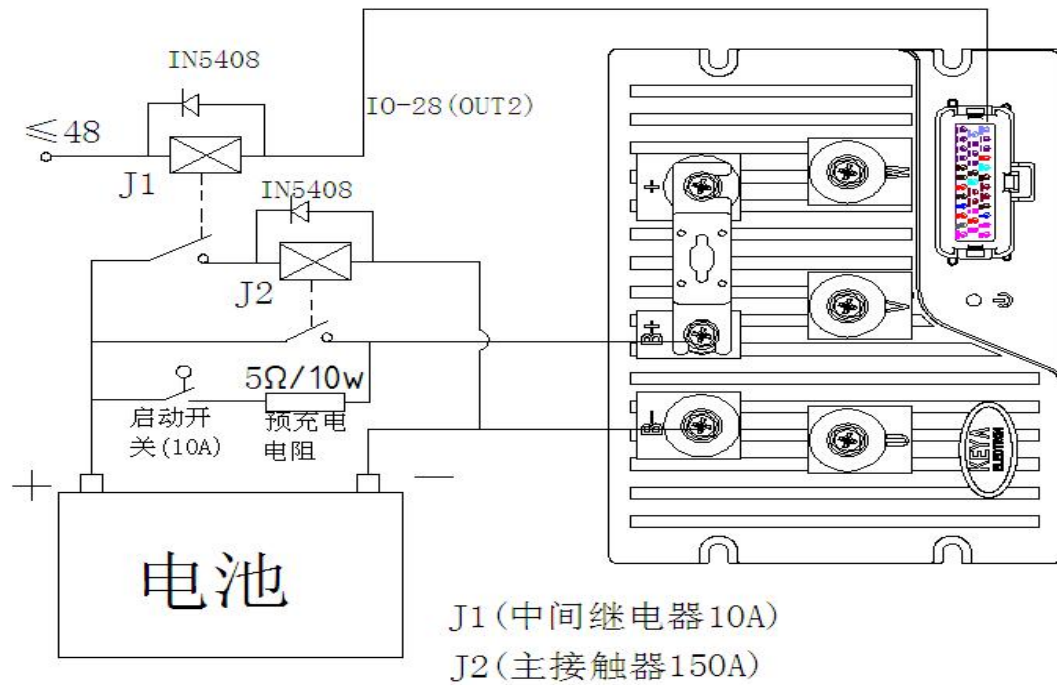 IN5408
IO-28(OUT2)
≤48
J1
IN5408
J2
5Ω/10w
启动开
关(10A)
预充电
电阻
+
—
电池
+
B+
B-
W
V
U
KEYA
ELECTRON
J1(中间继电器10A)
J2(主接触器150A)